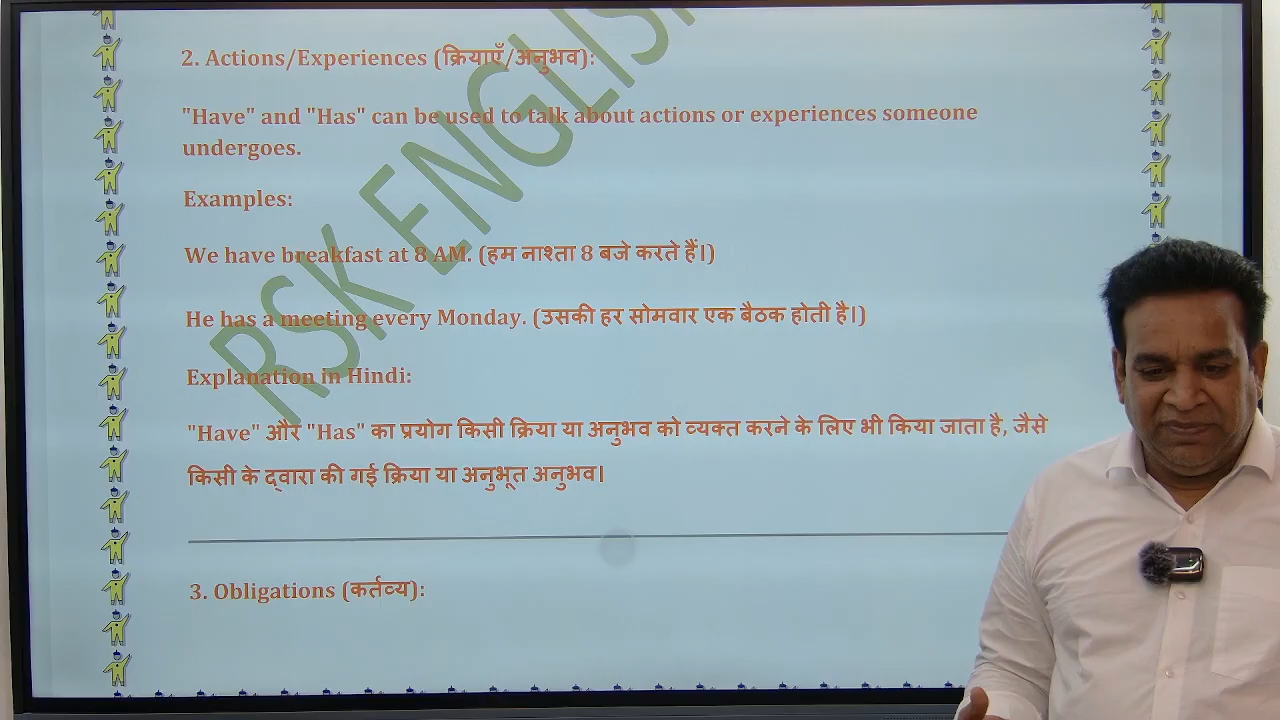 2. Actions/Experiences (क्रियाएँ/अनुभव):
"Have" and "Has" can be used to talk about actions or experiences someone
undergoes.
Examples:
We have breakfast at 8 AM. (हम नाश्ता 8 बजे करते हैं।)
He has a meeting every Monday. (उसकी हर सोमवार एक बैठक होती है।)
Explanation in Hindi:
"Have" और "Has" का प्रयोग किसी क्रिया या अनुभव को व्यक्त करने के लिए भी किया जाता है, जैसे
किसी के द्वारा की गई क्रिया या अनुभूत अनुभव।
3. Obligations (कर्तव्य):
RSK ENGLIS